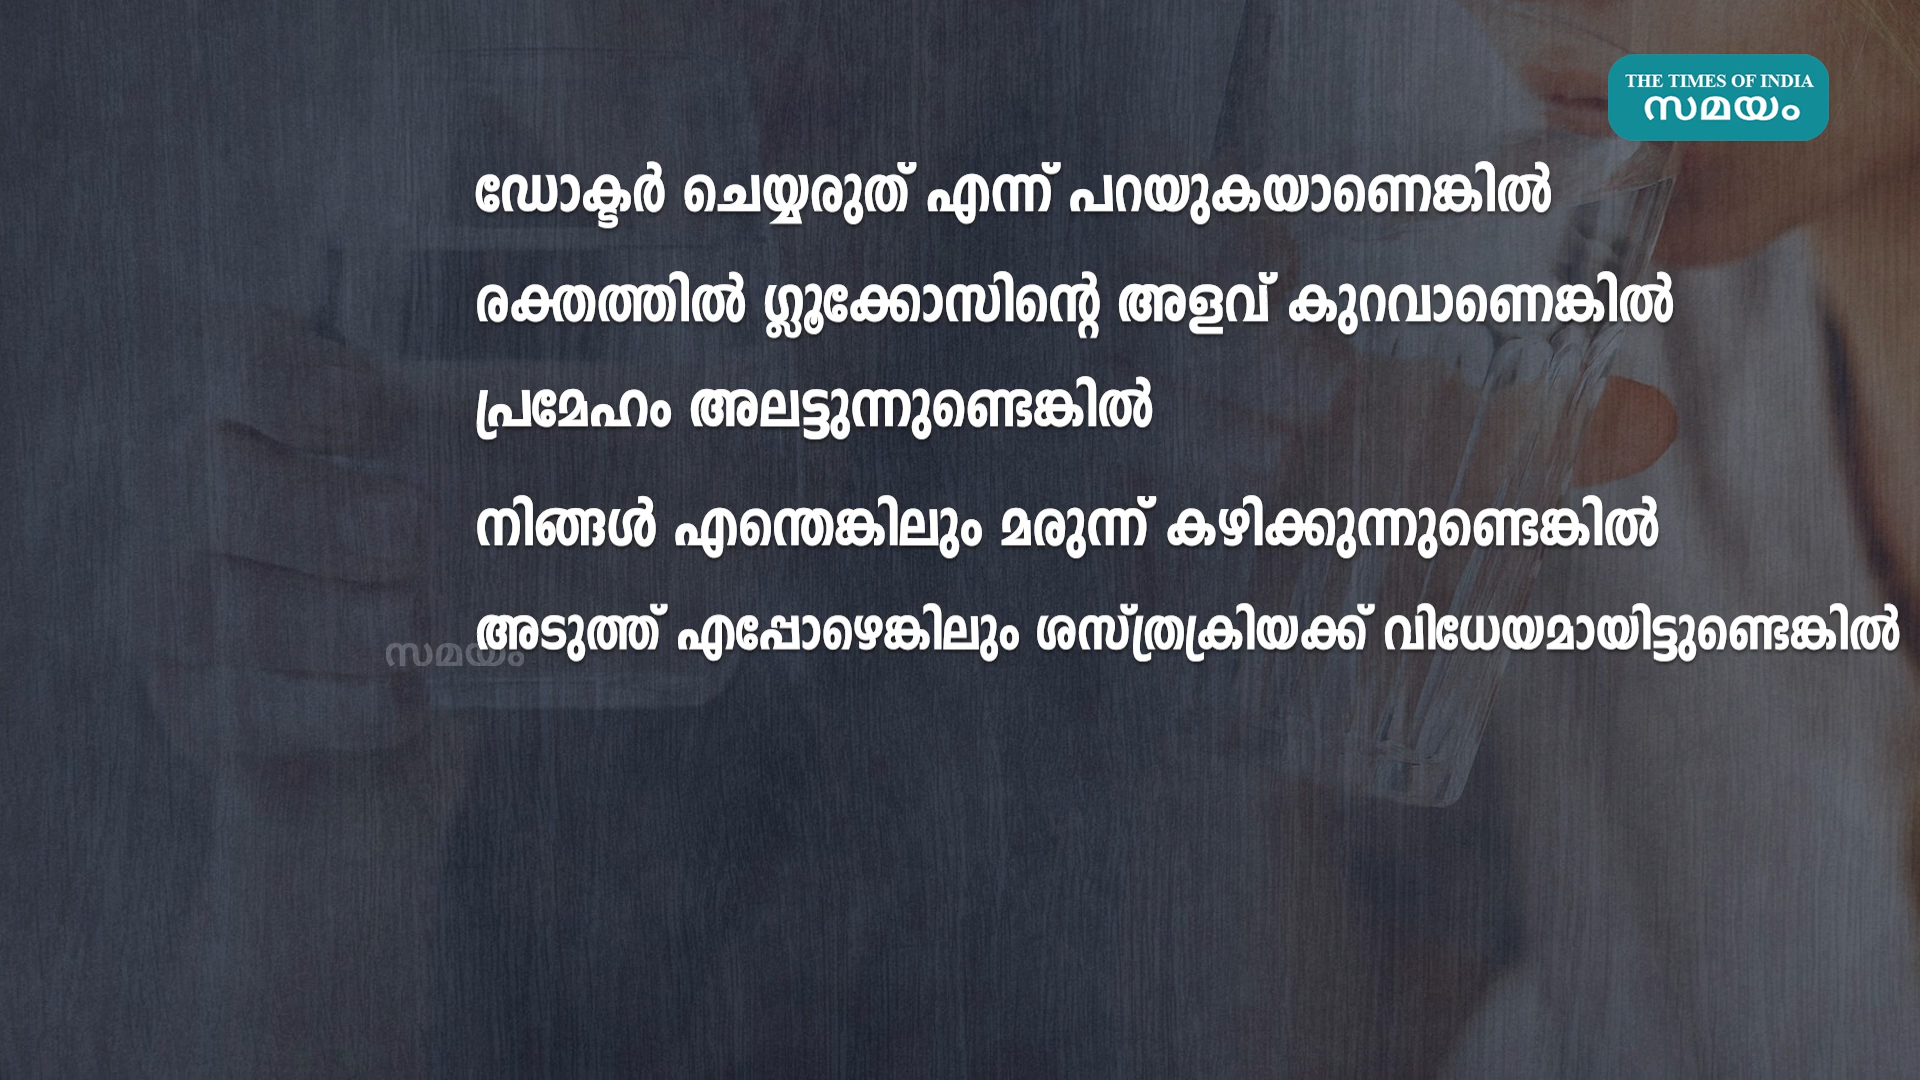 THE TIMES OF INDIA
സമയം
ഡോക്ടർ ചെയ്യരുത് എന്ന് പറയുകയാണെങ്കിൽ
രക്തത്തിൽ ഗ്ലൂക്കോസിന്റെ അളവ് കുറവാണെങ്കിൽ
പ്രമേഹം അലട്ടുന്നുണ്ടെങ്കിൽ
നിങ്ങൾ എന്തെങ്കിലും മരുന്ന് കഴിക്കുന്നുണ്ടെങ്കിൽ
അടുത്ത് എപ്പോഴെങ്കിലും ശസ്ത്രക്രിയക്ക് വിധേയമായിട്ടുണ്ടെങ്കിൽ
സമയം